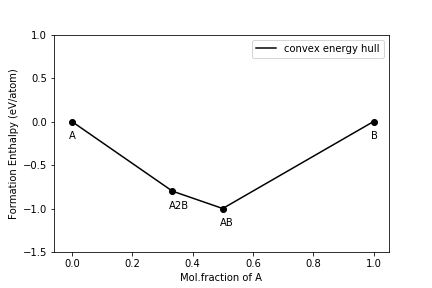 1.0
convex energy hull
0.5
0.0
A
B
−0.5
A2B
−1.0
AB
−1.5
0.0 0.2 0.4 0.6 0.8 1.0
Mol.fraction of A
Formation Enthalpy (eV/atom)